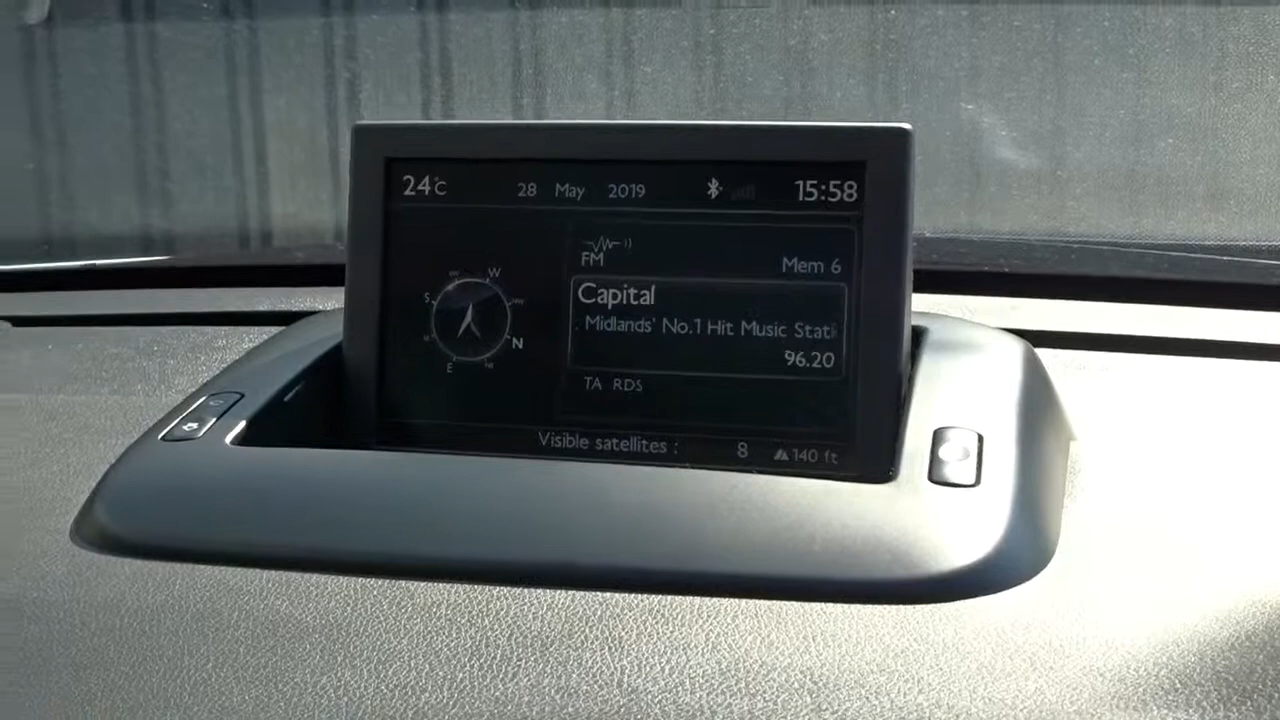 24°C 28 May 2019 15:58
FM
Mem 6
Capital
. Midlands' No.1 Hit Music Stati
96.20
TA RDS
W
S
N
E
Visible satellites : 8 140 ft